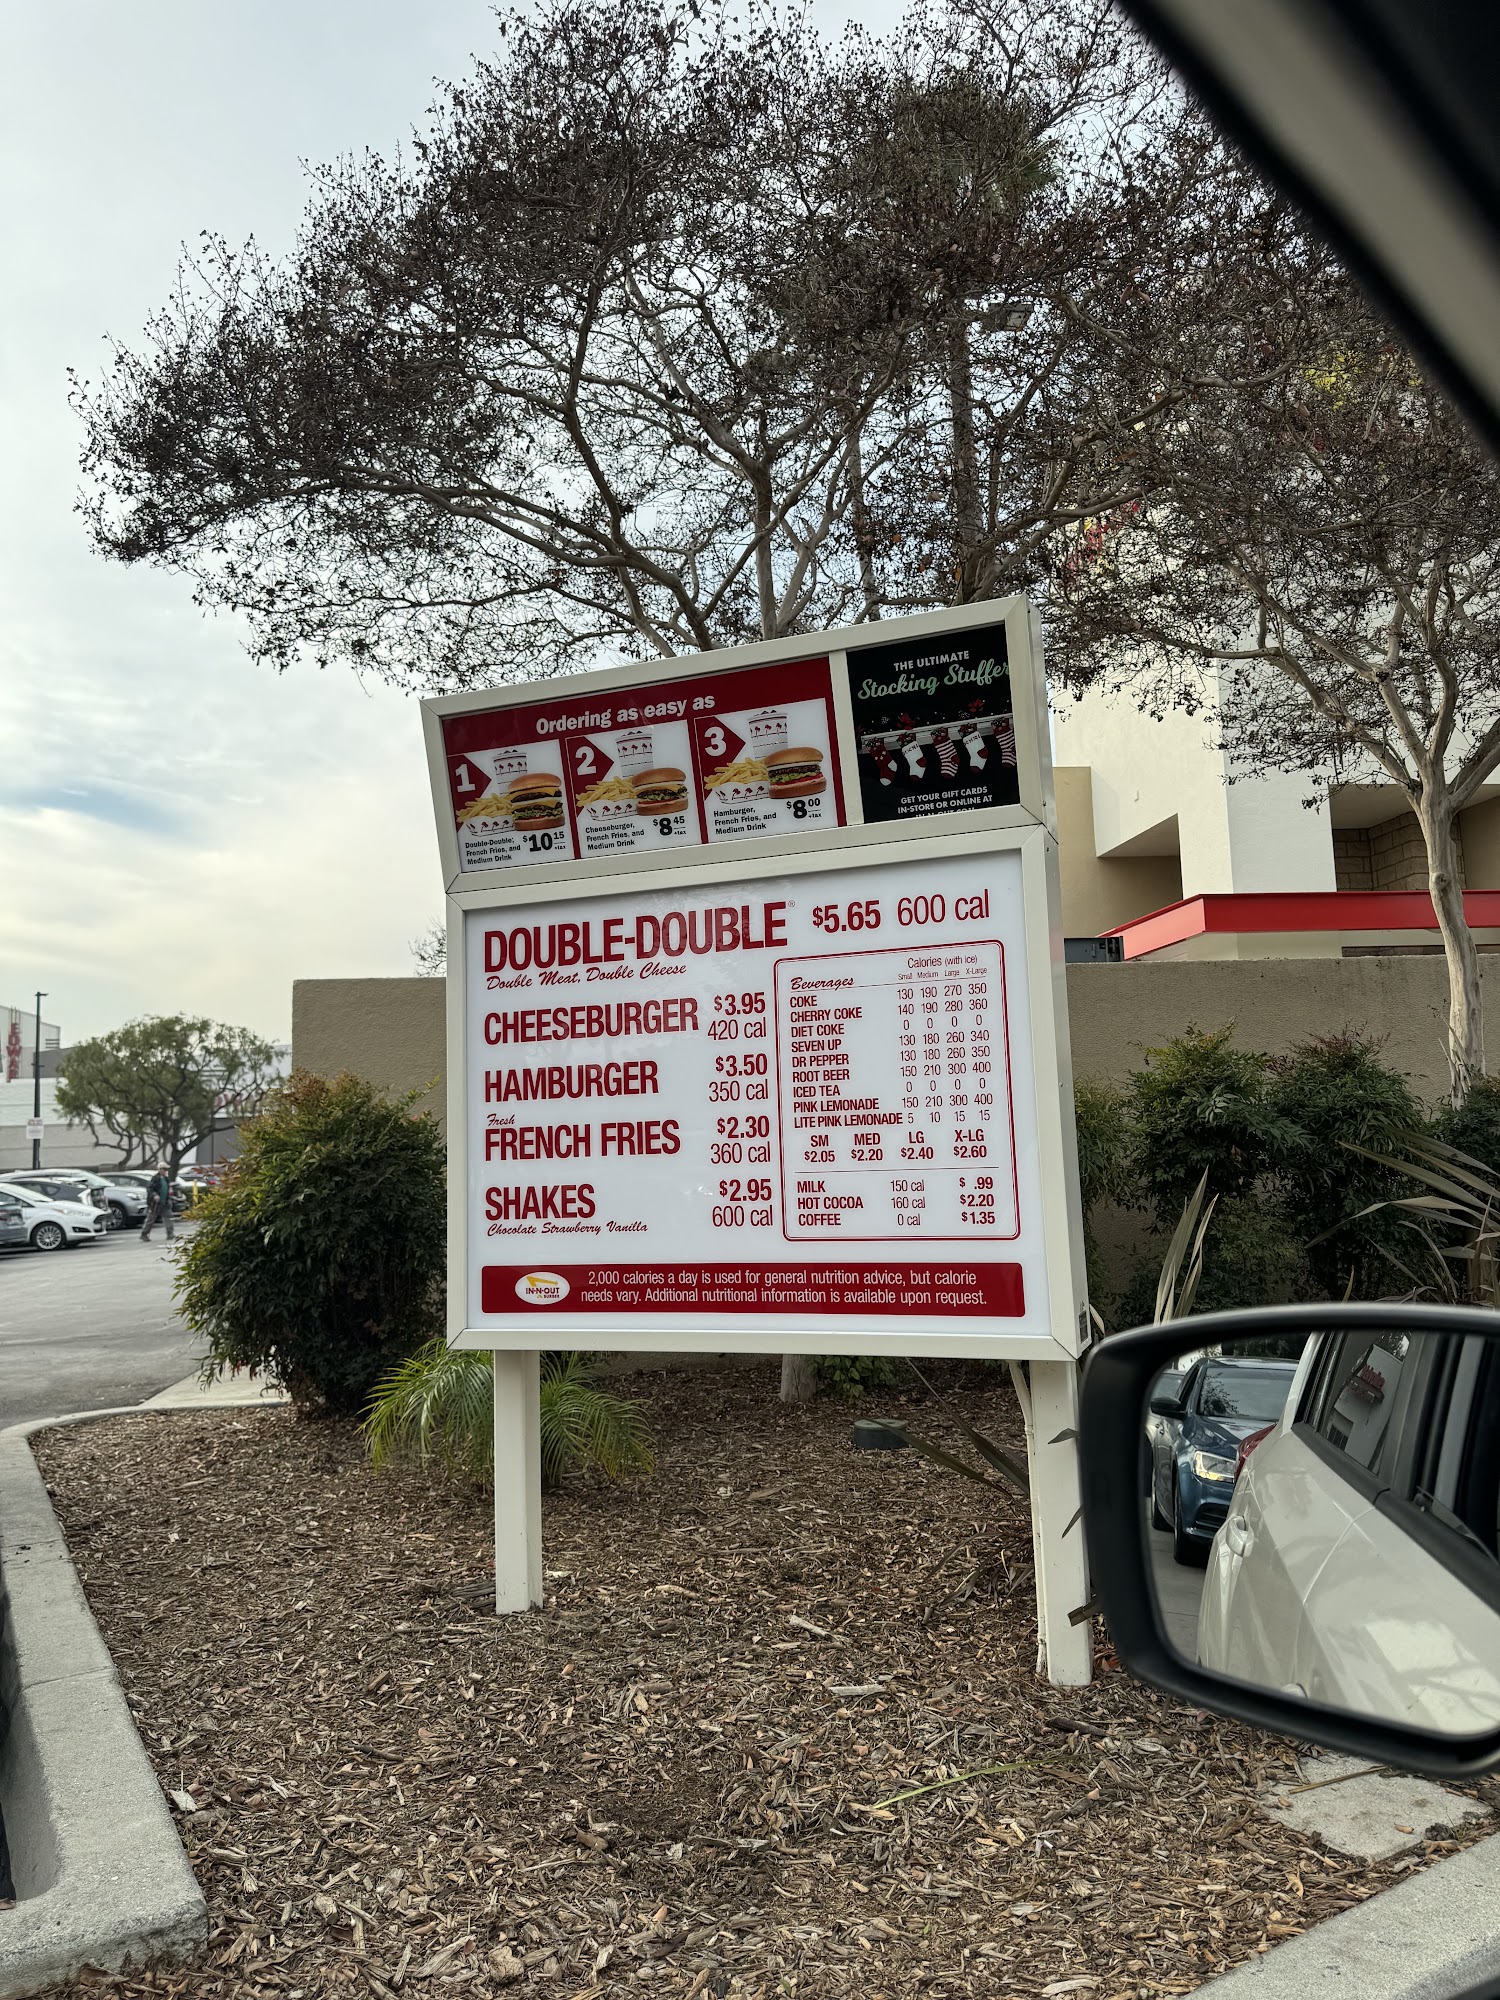 Ordering as easy as
1
Double-Double,
French Fries, and
Medium Drink
$10 15
+tax
2
Cheeseburger,
French Fries, and
Medium Drink
$8 45
+tax
3
Hamburger,
French Fries, and
Medium Drink
$8 00
+tax
THE ULTIMATE
Stocking Stuffer
GET YOUR GIFT CARDS
IN-STORE OR ONLINE AT
DOUBLE-DOUBLE® $5.65 600 cal
Double Meat, Double Cheese
CHEESEBURGER $3.95
420 cal
HAMBURGER $3.50
350 cal
Fresh
FRENCH FRIES $2.30
360 cal
SHAKES $2.95
600 cal
Chocolate Strawberry Vanilla
Calories (with ice)
Beverages Small Medium Large X-Large
COKE 130 190 270 350
CHERRY COKE 140 190 280 360
DIET COKE 0 0 0 0
SEVEN UP 130 180 260 340
DR PEPPER 130 180 260 350
ROOT BEER 150 210 300 400
ICED TEA 0 0 0 0
PINK LEMONADE 150 210 300 400
LITE PINK LEMONADE 5 10 15 15
SM MED LG X-LG
$2.05 $2.20 $2.40 $2.60
MILK 150 cal $ .99
HOT COCOA 160 cal $2.20
COFFEE 0 cal $1.35
IN-N-OUT
BURGER
2,000 calories a day is used for general nutrition advice, but calorie
needs vary. Additional nutritional information is available upon request.